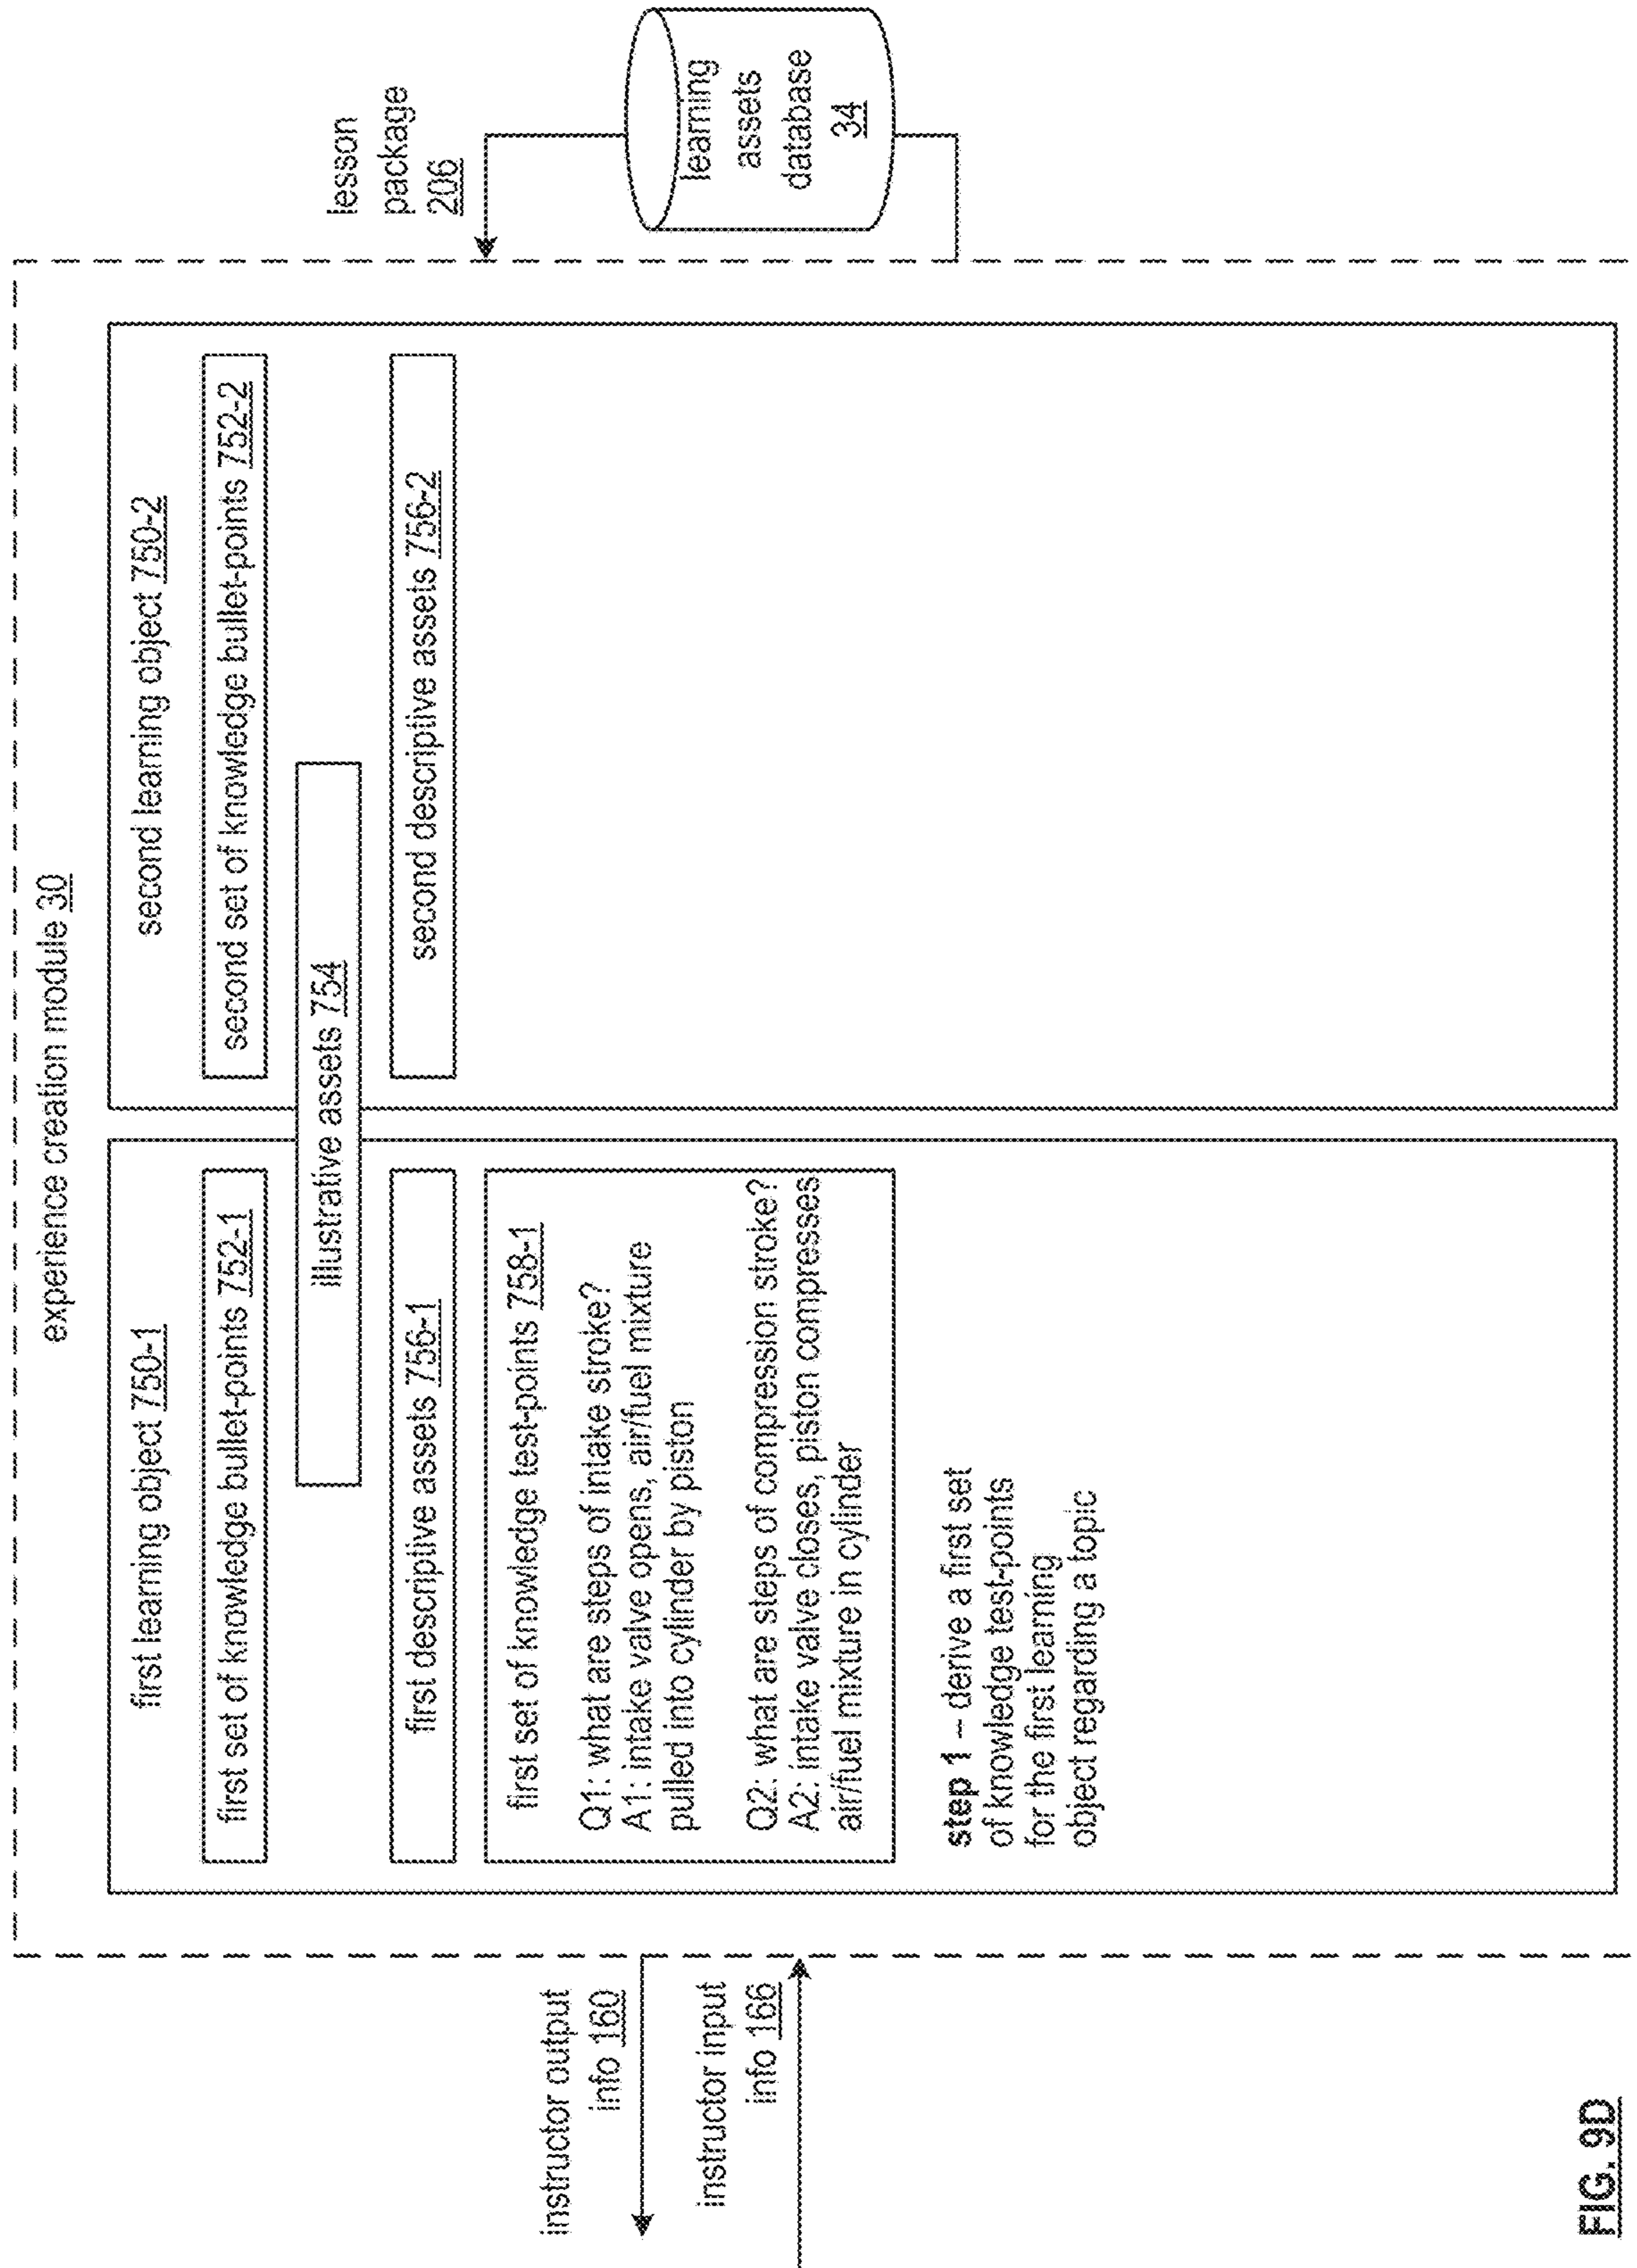 experience creation module 30
first learning object 750-1
first set of knowledge bullet-points 752-1
second learning object 750-2
second set of knowledge bullet-points 752-2
illustrative assets 754
first descriptive assets 756-1
second descriptive assets 756-2
first set of knowledge test-points 758-1
Q1: what are steps of intake stroke?
A1: intake valve opens, air/fuel mixture
pulled into cylinder by piston
Q2: what are steps of compression stroke?
A2: intake valve closes, piston compresses
air/fuel mixture in cylinder
step 1 -- derive a first set
of knowledge test-points
for the first learning
object regarding a topic
instructor output
info 160
instructor input
info 166
lesson
package
206
learning
assets
database
34
FIG. 9D